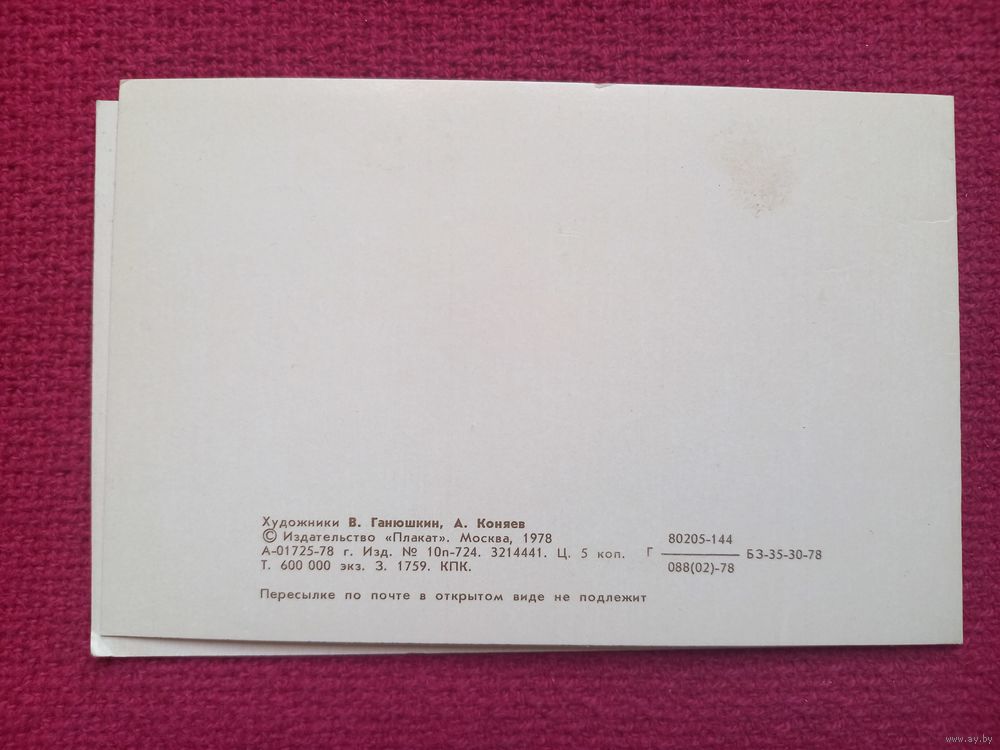 Художники В. Ганюшкин, А. Коняев
© Издательство «Плакат». Москва, 1978
А-01725-78 г. Изд. № 10п-724. 3214441. Ц. 5 коп.
Т. 600 000 экз. З. 1759. КПК.
80205-144
Г ———— БЗ-35-30-78
088(02)-78
Пересылке по почте в открытом виде не подлежит
www.ay.by